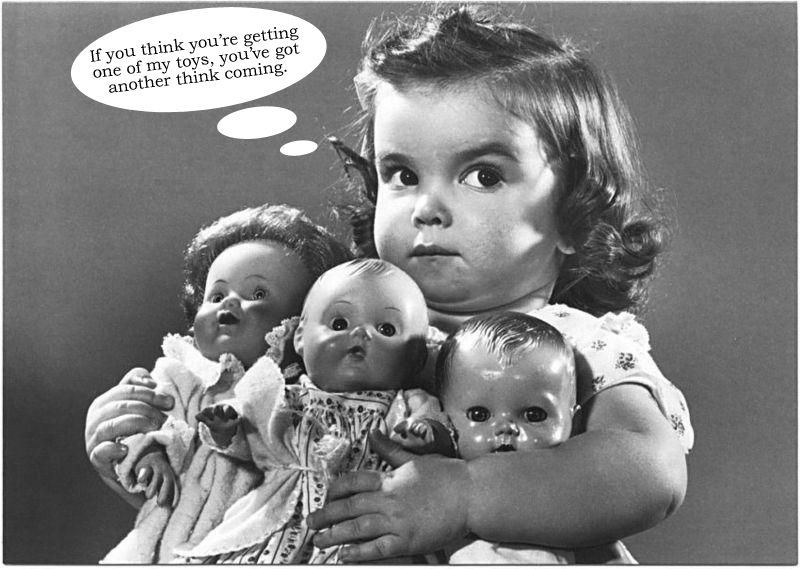 If you think you're getting
one of my toys, you've got
another think coming.